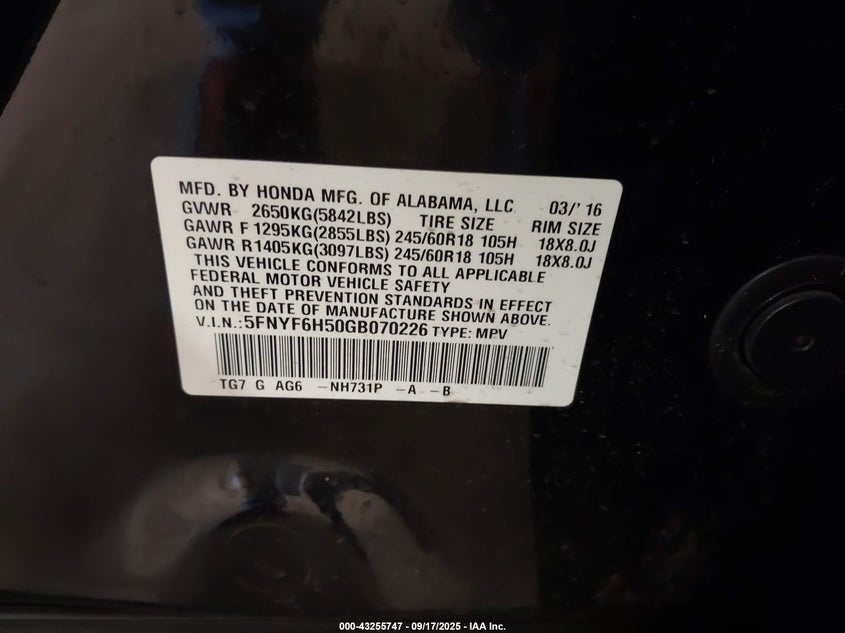 MFD. BY HONDA MFG. OF ALABAMA, LLC 03/'16
GVWR 2650KG(5842LBS) TIRE SIZE RIM SIZE
GAWR F 1295KG(2855LBS) 245/60R18 105H 18X8.0J
GAWR R1405KG(3097LBS) 245/60R18 105H 18X8.0J
THIS VEHICLE CONFORMS TO ALL APPLICABLE
FEDERAL MOTOR VEHICLE SAFETY
AND THEFT PREVENTION STANDARDS IN EFFECT
ON THE DATE OF MANUFACTURE SHOWN ABOVE.
V.I.N.:5FNYF6H50GB070226 TYPE: MPV
TG7 G AG6 -NH731P -A -B
000-43255747 - 09/17/2025 - IAA Inc.